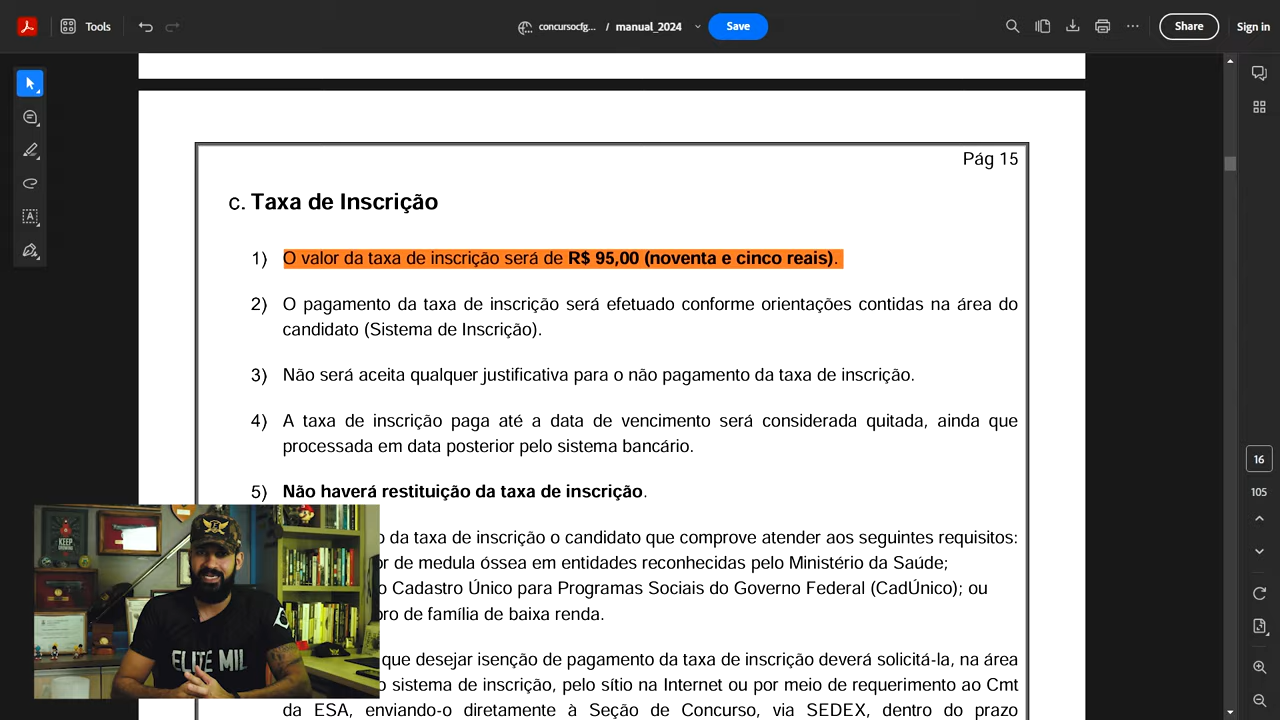 Tools
concursocfg... / manual_2024
Save
Share
Sign in
Pág 15
c. Taxa de Inscrição
1) O valor da taxa de inscrição será de R$ 95,00 (noventa e cinco reais).
2) O pagamento da taxa de inscrição será efetuado conforme orientações contidas na área do
candidato (Sistema de Inscrição).
3) Não será aceita qualquer justificativa para o não pagamento da taxa de inscrição.
4) A taxa de inscrição paga até a data de vencimento será considerada quitada, ainda que
processada em data posterior pelo sistema bancário.
5) Não haverá restituição da taxa de inscrição.
o da taxa de inscrição o candidato que comprove atender aos seguintes requisitos:
or de medula óssea em entidades reconhecidas pelo Ministério da Saúde;
o Cadastro Único para Programas Sociais do Governo Federal (CadÚnico); ou
bro de família de baixa renda.
que desejar isenção de pagamento da taxa de inscrição deverá solicitá-la, na área
o sistema de inscrição, pelo sítio na Internet ou por meio de requerimento ao Cmt
da ESA, enviando-o diretamente à Seção de Concurso, via SEDEX, dentro do prazo
16
105
KEEP
ELITE MIL